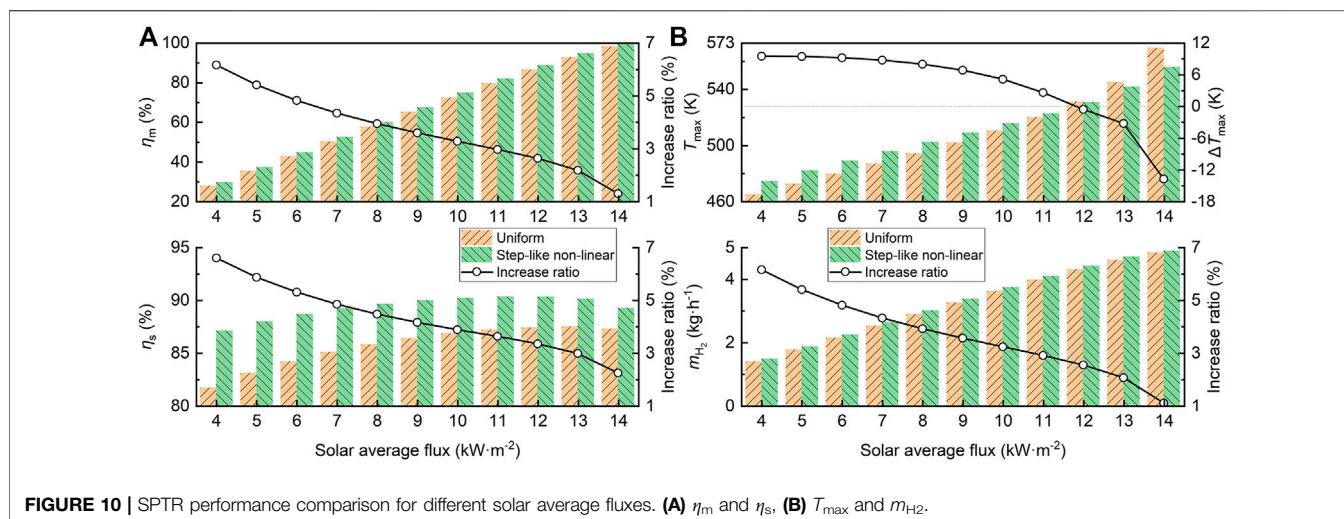 A
100
80
60
40
20
ηm (%)
7
5
3
1
Increase ratio (%)
4 5 6 7 8 9 10 11 12 13 14
B
573
540
500
460
Tmax (K)
12
6
0
-6
-12
-18
ΔTmax (K)
4 5 6 7 8 9 10 11 12 13 14
95
90
85
80
ηs (%)
Uniform
Step-like non-linear
Increase ratio
7
5
3
1
Increase ratio (%)
4 5 6 7 8 9 10 11 12 13 14
Solar average flux (kW·m-2)
5
4
2
0
mH2 (kg·h-1)
Uniform
Step-like non-linear
Increase ratio
7
5
3
1
Increase ratio (%)
4 5 6 7 8 9 10 11 12 13 14
Solar average flux (kW·m-2)
FIGURE 10 | SPTR performance comparison for different solar average fluxes. (A) ηm and ηs, (B) Tmax and mH2.